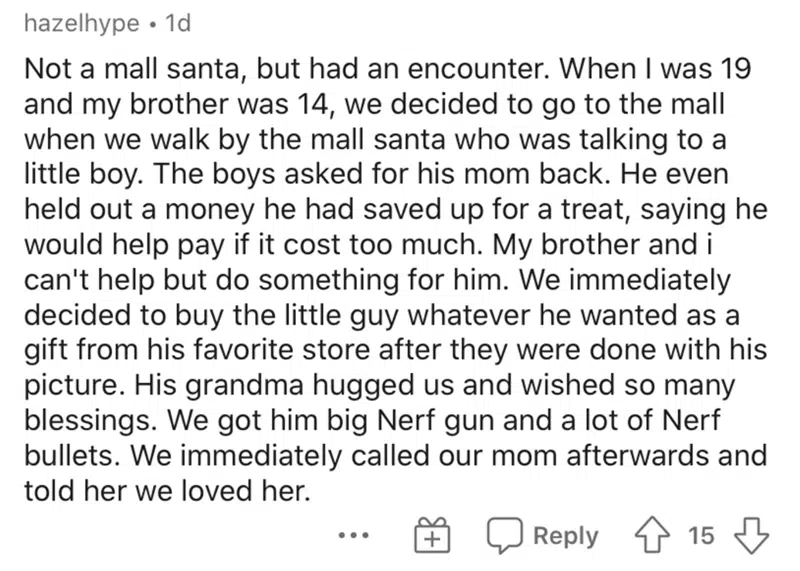 hazelhype • 1d
Not a mall santa, but had an encounter. When I was 19
and my brother was 14, we decided to go to the mall
when we walk by the mall santa who was talking to a
little boy. The boys asked for his mom back. He even
held out a money he had saved up for a treat, saying he
would help pay if it cost too much. My brother and i
can't help but do something for him. We immediately
decided to buy the little guy whatever he wanted as a
gift from his favorite store after they were done with his
picture. His grandma hugged us and wished so many
blessings. We got him big Nerf gun and a lot of Nerf
bullets. We immediately called our mom afterwards and
told her we loved her.
Reply 15